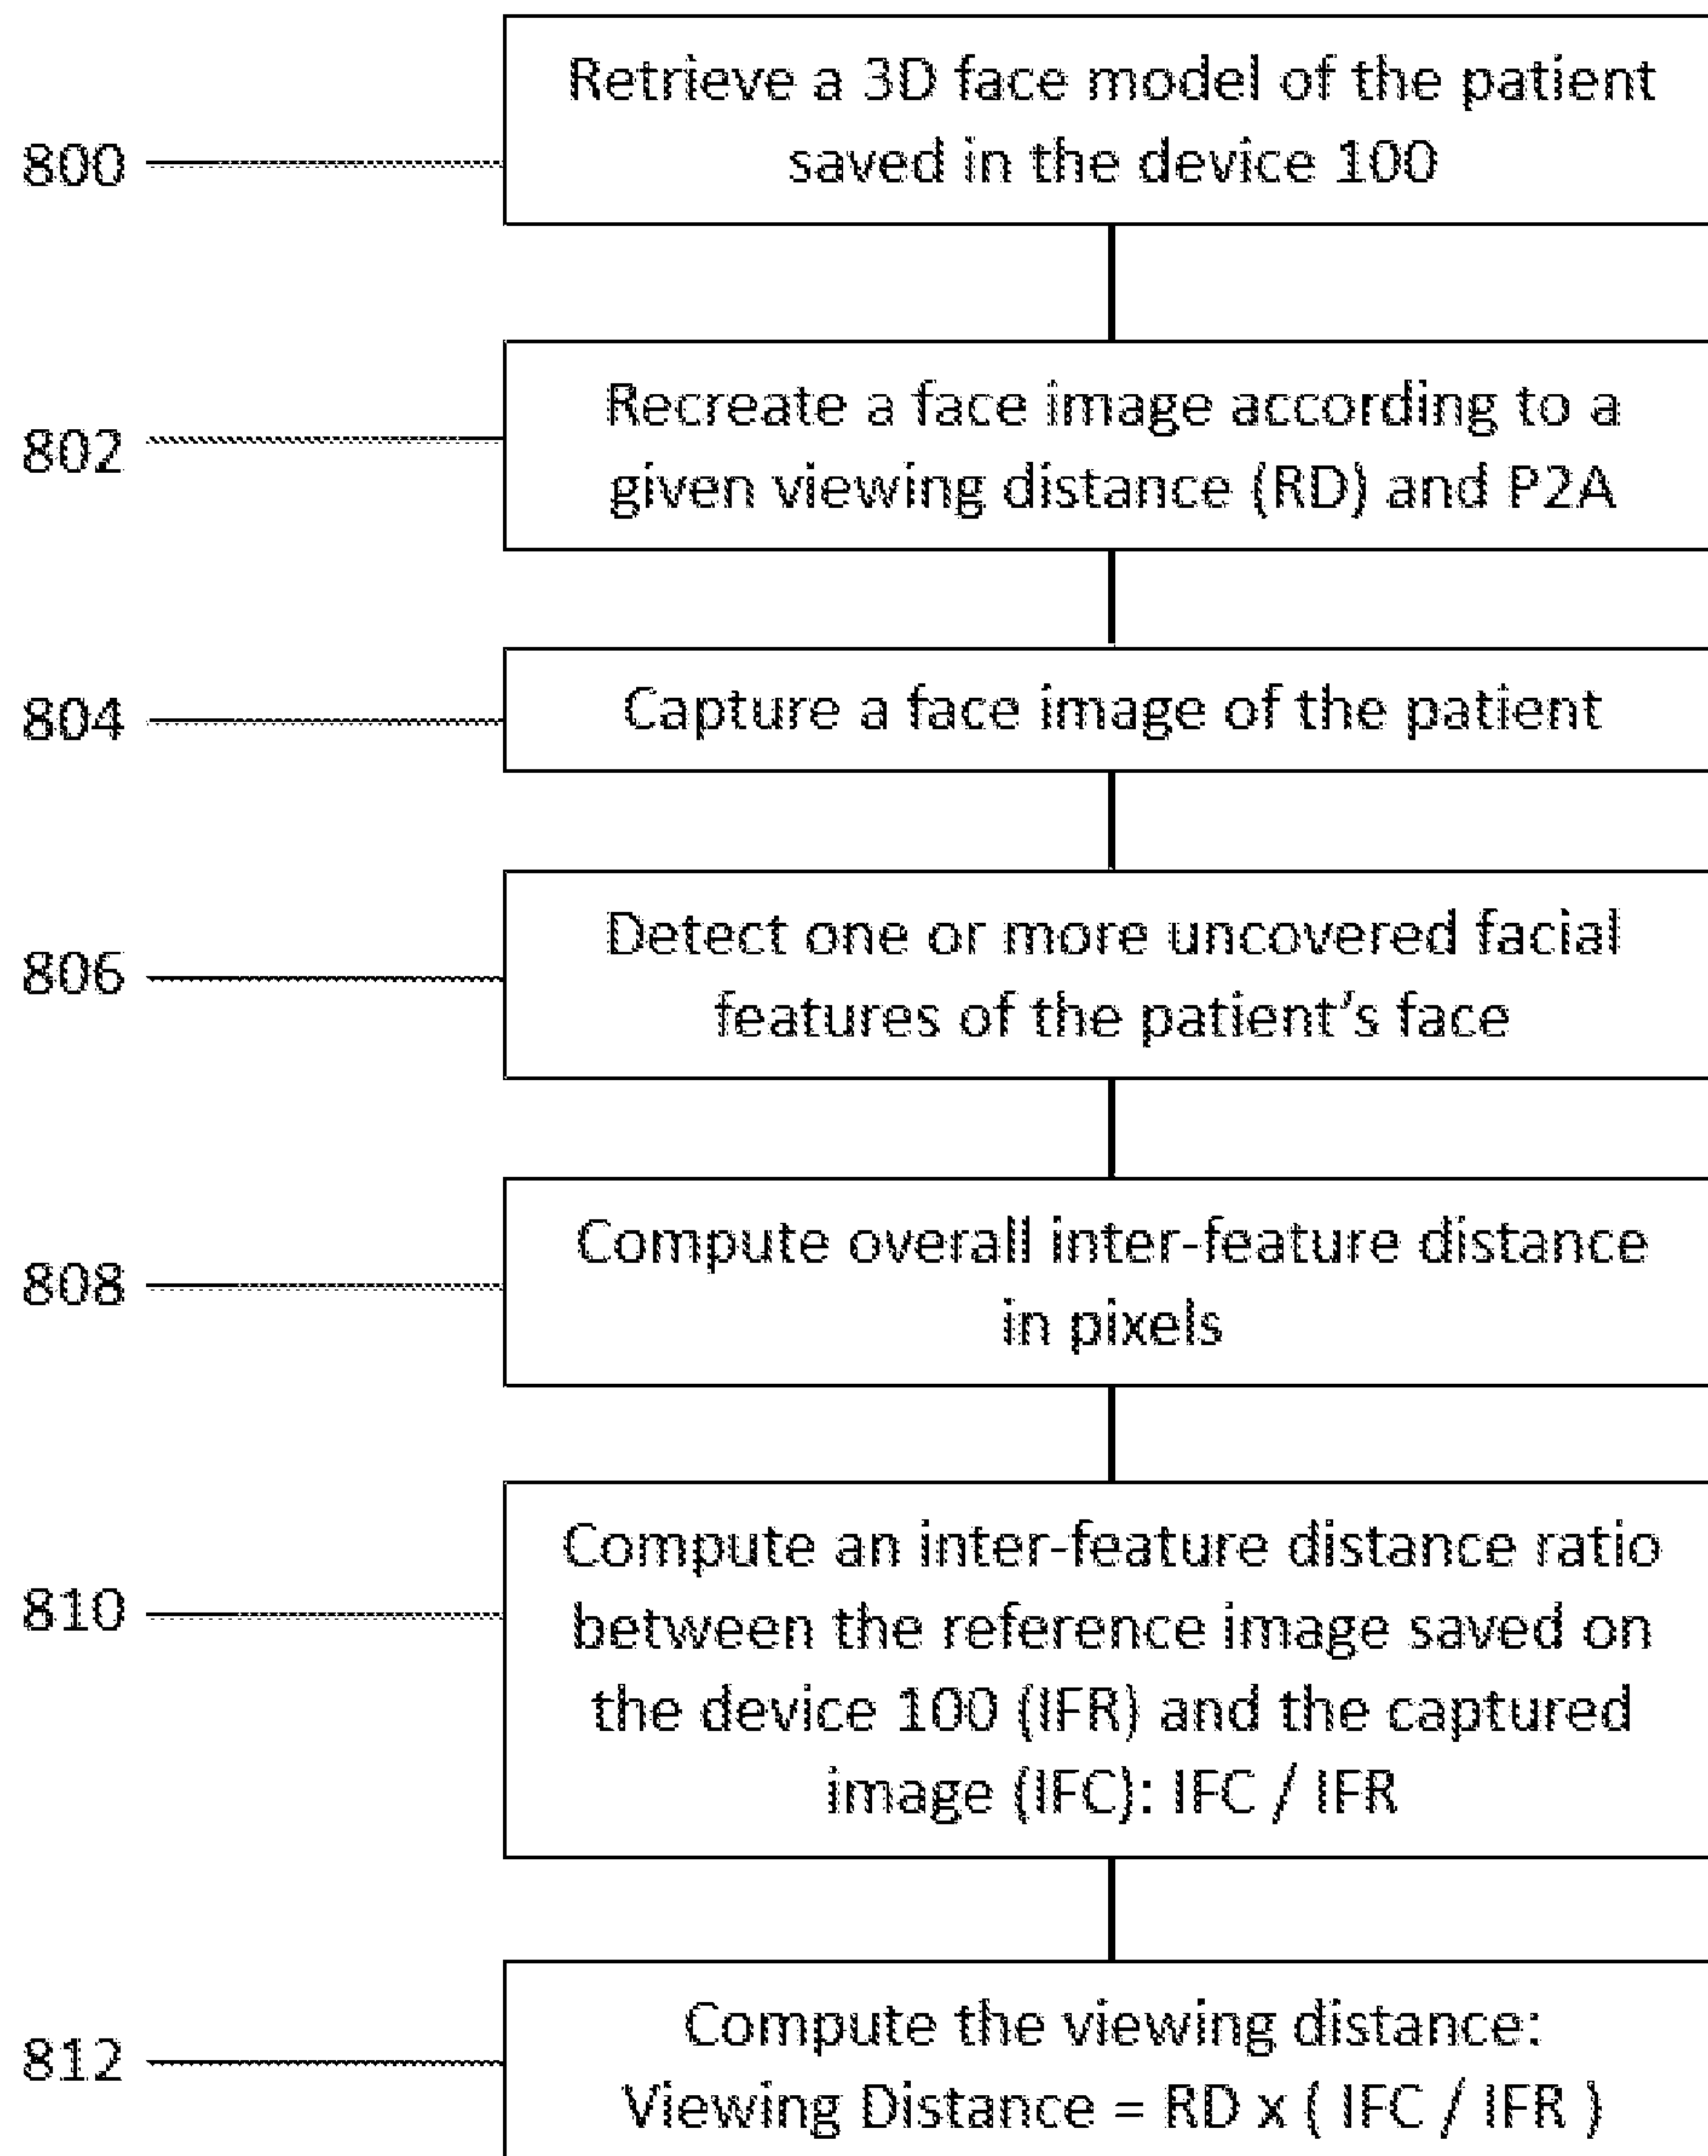 Retrieve a 3D face model of the patient
saved in the device 100
800
Recreate a face image according to a
given viewing distance (RD) and P2A
802
Capture a face image of the patient
804
Detect one or more uncovered facial
features of the patient's face
806
Compute overall inter-feature distance
in pixels
808
Compute an inter-feature distance ratio
between the reference image saved on
the device 100 (IFR) and the captured
image (IFC): IFC / IFR
810
Compute the viewing distance:
Viewing Distance = RD x ( IFC / IFR )
812